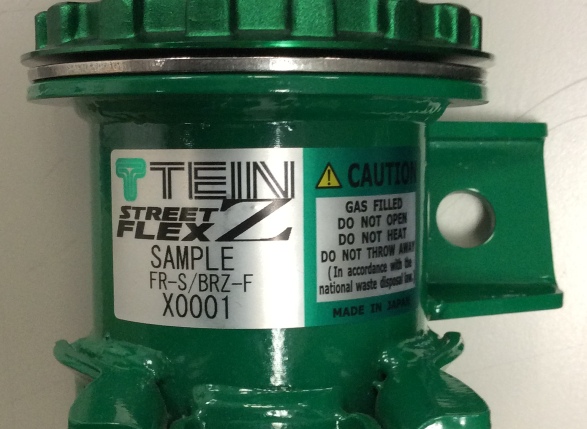 TEIN
STREET
FLEX Z
SAMPLE
FR-S/BRZ-F
X0001
CAUTION
GAS FILLED
DO NOT OPEN
DO NOT HEAT
DO NOT THROW AWAY
(In accordance with the
national waste disposal law.
MADE IN JAPAN